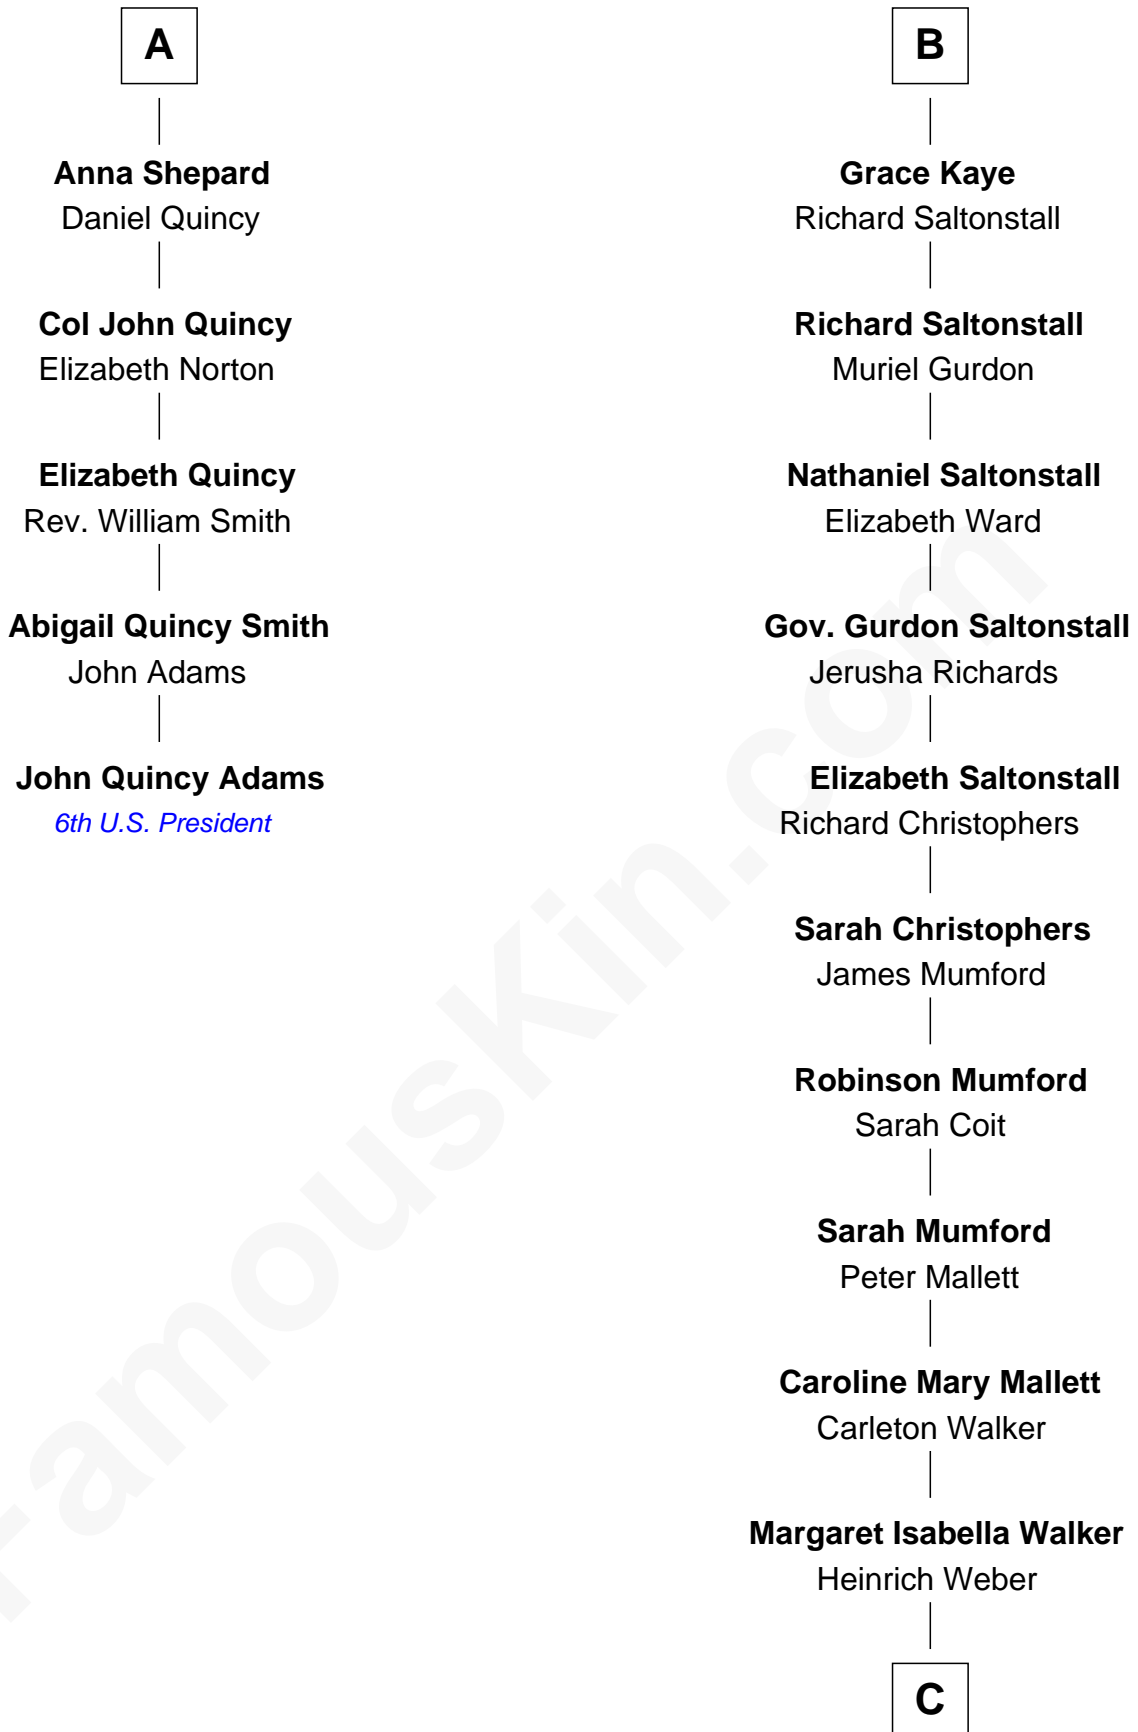 A
Anna Shepard
Daniel Quincy
Col John Quincy
Elizabeth Norton
Elizabeth Quincy
Rev. William Smith
Abigail Quincy Smith
John Adams
John Quincy Adams
6th U.S. President
B
Grace Kaye
Richard Saltonstall
Richard Saltonstall
Muriel Gurdon
Nathaniel Saltonstall
Elizabeth Ward
Gov. Gurdon Saltonstall
Jerusha Richards
Elizabeth Saltonstall
Richard Christophers
Sarah Christophers
James Mumford
Robinson Mumford
Sarah Coit
Sarah Mumford
Peter Mallett
Caroline Mary Mallett
Carleton Walker
Margaret Isabella Walker
Heinrich Weber
C
FamousKin.com